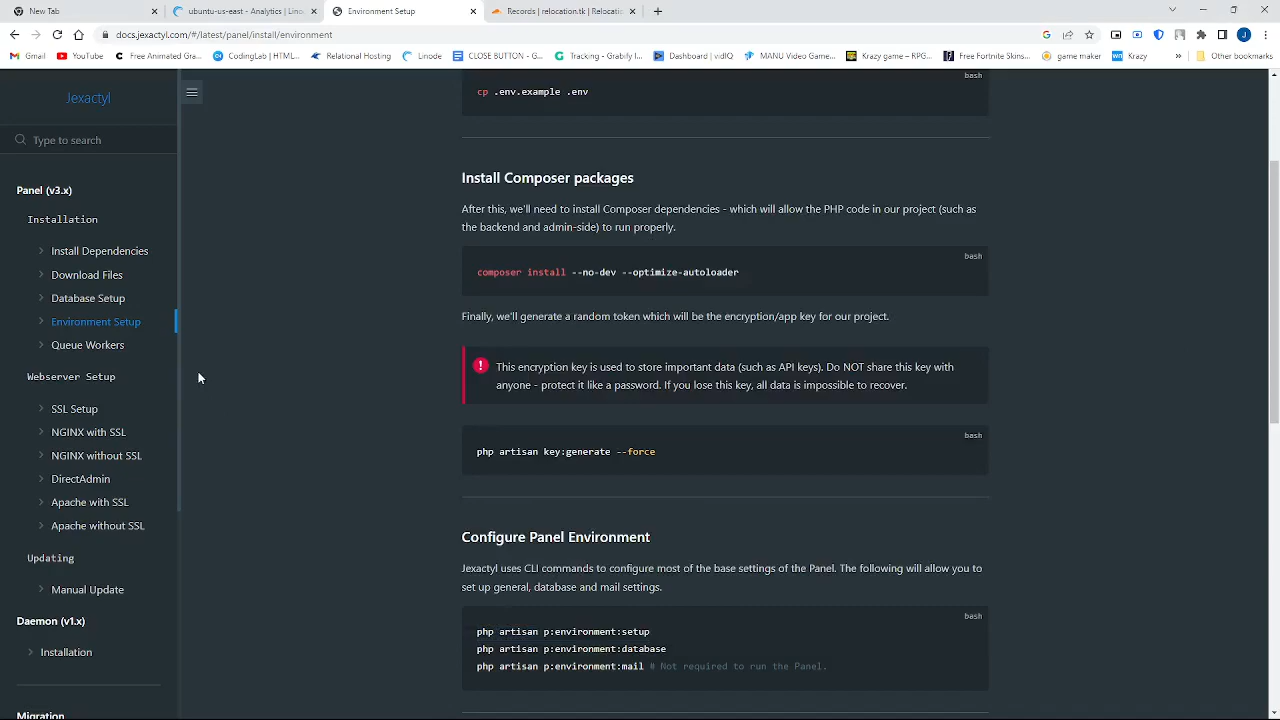 New Tab
ubuntu-us-east - Analytics | Lino
Environment Setup
Records | relocation.tk | Relocati
docs.jexactyl.com/#/latest/panel/install/environment
Gmail
YouTube
Free Animated Gra...
CodingLab | HTML...
Relational Hosting
Linode
CLOSE BUTTON - G...
Tracking - Gradify I...
Dashboard | vidIQ
MANU Video Game...
Krazy game – RPG...
Free Fortnite Skins...
game maker
Krazy
»
Other bookmarks
Jexactyl
Type to search
Panel (v3.x)
Installation
Install Dependencies
Download Files
Database Setup
Environment Setup
Queue Workers
Webserver Setup
SSL Setup
NGINX with SSL
NGINX without SSL
DirectAdmin
Apache with SSL
Apache without SSL
Updating
Manual Update
Daemon (v1.x)
Installation
Migration
bash
cp .env.example .env
Install Composer packages
After this, we'll need to install Composer dependencies - which will allow the PHP code in our project (such as
the backend and admin-side) to run properly.
bash
composer install --no-dev --optimize-autoloader
Finally, we'll generate a random token which will be the encryption/app key for our project.
This encryption key is used to store important data (such as API keys). Do NOT share this key with
anyone - protect it like a password. If you lose this key, all data is impossible to recover.
bash
php artisan key:generate --force
Configure Panel Environment
Jexactyl uses CLI commands to configure most of the base settings of the Panel. The following will allow you to
set up general, database and mail settings.
bash
php artisan p:environment:setup
php artisan p:environment:database
php artisan p:environment:mail # Not required to run the Panel.